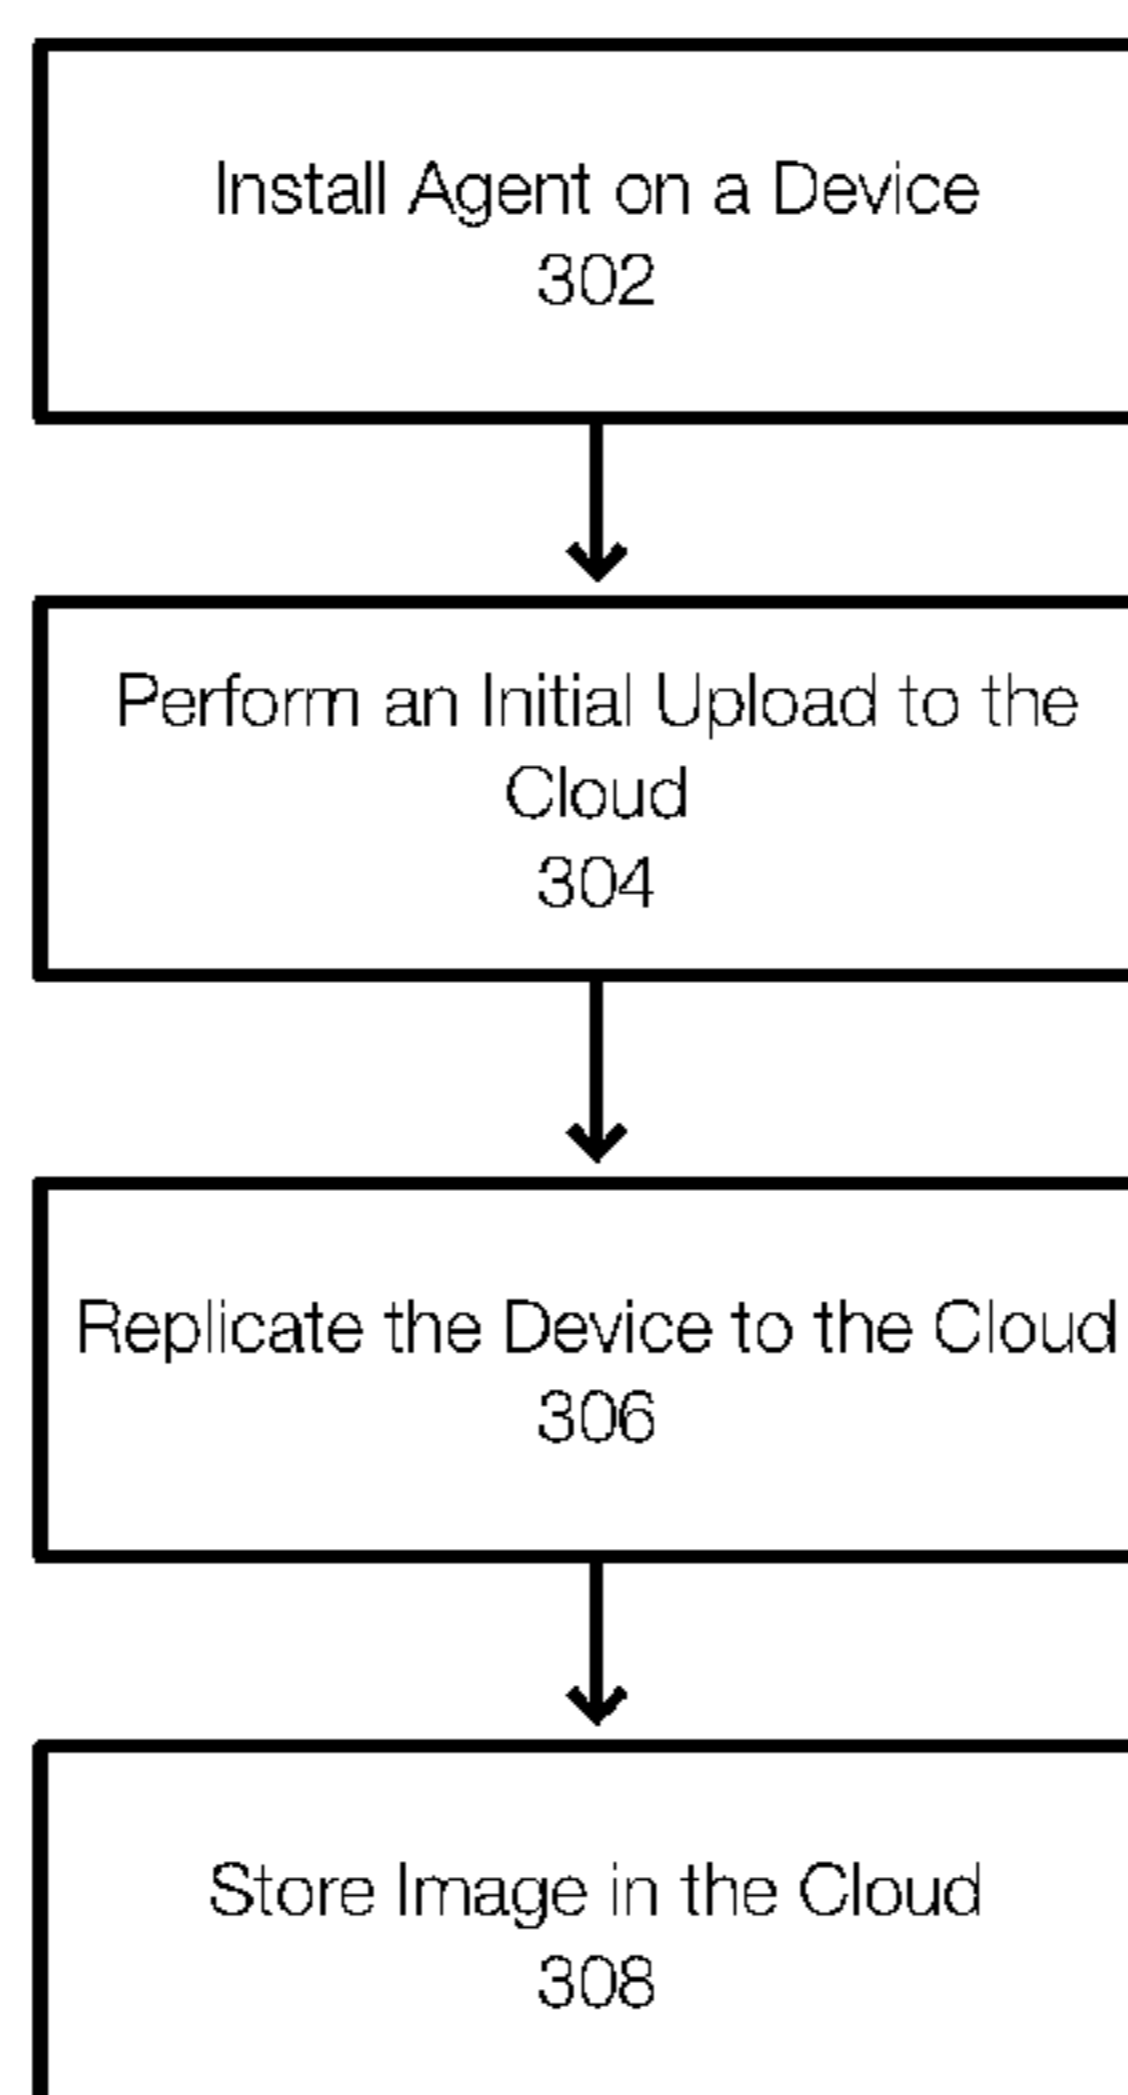 Install Agent on a Device
302
Perform an Initial Upload to the
Cloud
304
Replicate the Device to the Cloud
306
Store Image in the Cloud
308